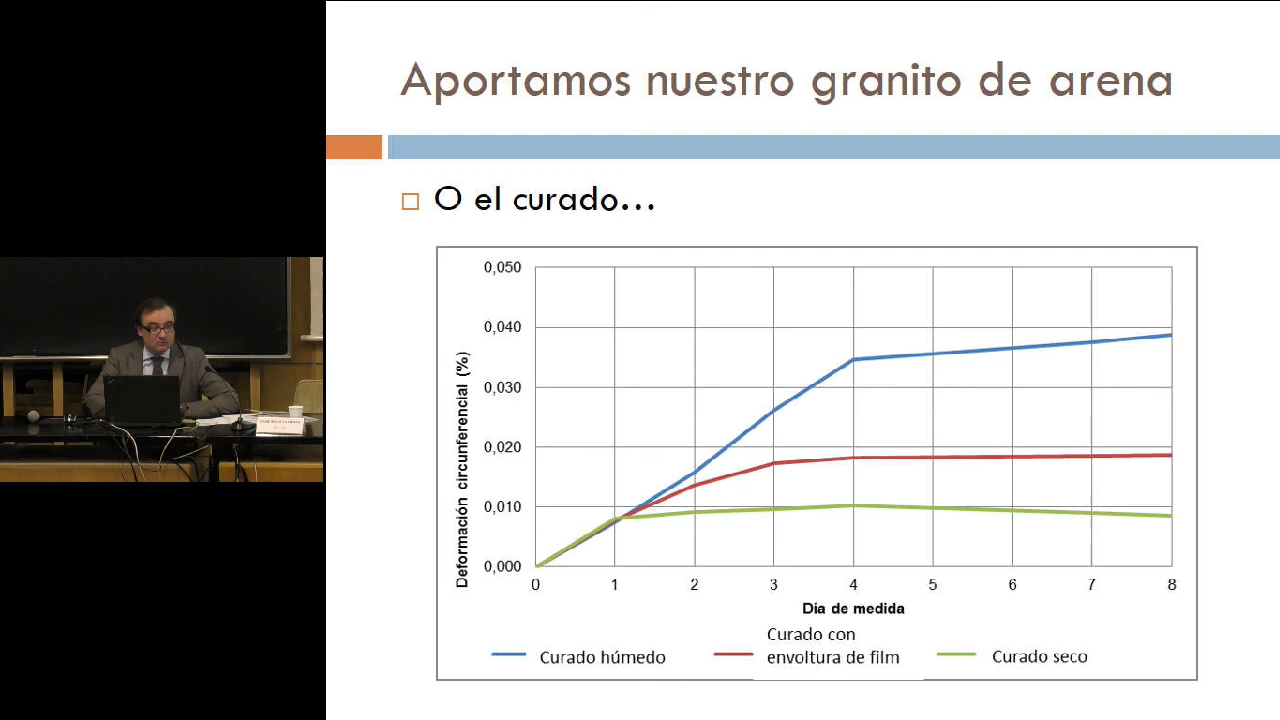 Aportamos nuestro granito de arena
O el curado...
0,050
0,040
0,030
0,020
0,010
0,000
Deformación circunferencial (%)
0 1 2 3 4 5 6 7 8
Dia de medida
Curado húmedo
Curado con
envoltura de film
Curado seco